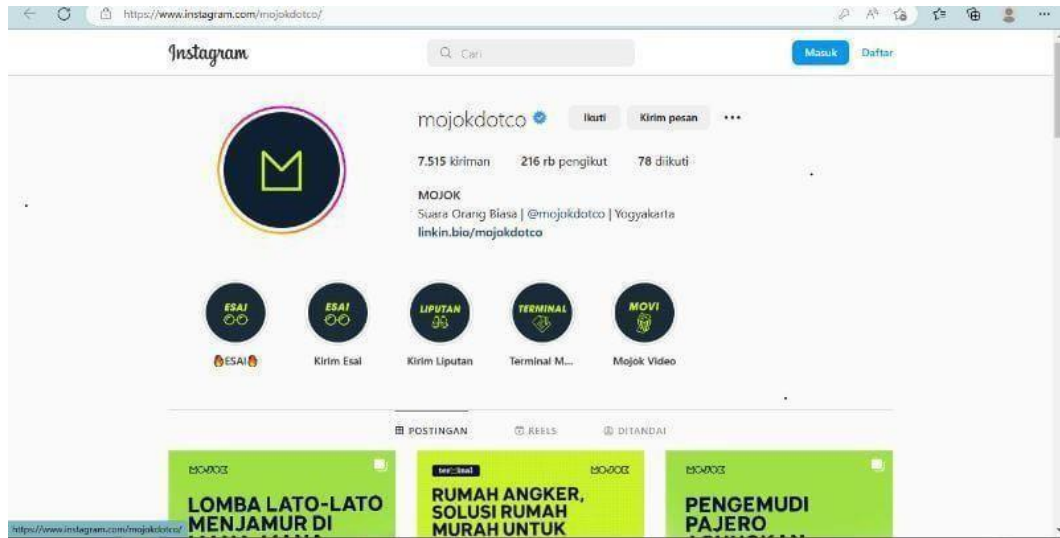 https://www.instagram.com/mojokdotco/
Instagram
Cari
Masuk
Daftar
mojokdotco
Ikuti
Kirim pesan
7.515 kiriman 216 rb pengikut 78 diikuti
MOJOK
Suara Orang Biasa | @mojokdotco | Yogyakarta
linkin.bio/mojokdotco
ESAI
ESAI
LIPUTAN
TERMINAL
MOVI
ESAI
Kirim Esai
Kirim Liputan
Terminal M...
Mojok Video
POSTINGAN
REELS
DITANDAI
MOJOK
LOMBA LATO-LATO
MENJAMUR DI
terminal
MOJOK
RUMAH ANGKER,
SOLUSI RUMAH
MURAH UNTUK
MOJOK
PENGEMUDI
PAJERO
https://www.instagram.com/mojokdotco/